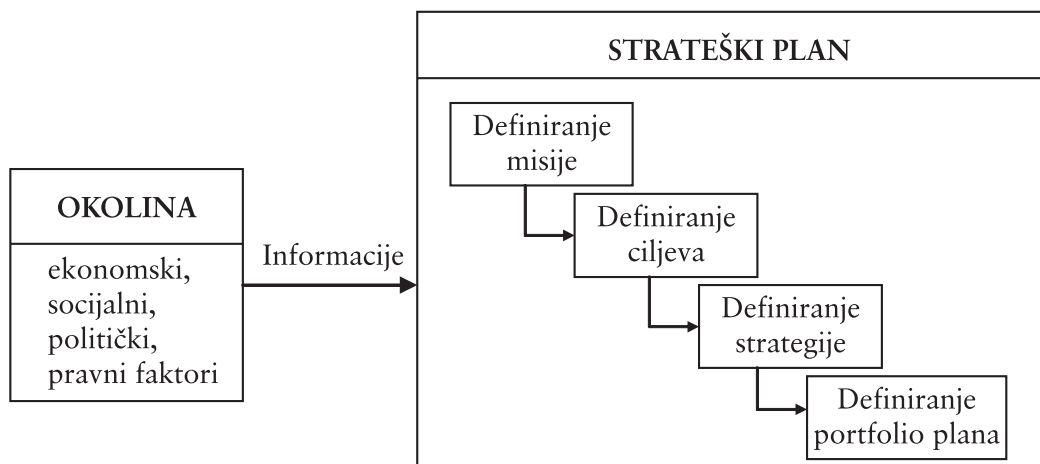 STRATEŠKI PLAN
Definiranje
misije
OKOLINA
Definiranje
ciljeva
Informacije
ekonomski,
socijalni,
politički,
pravni faktori
Definiranje
strategije
Definiranje
portfolio plana